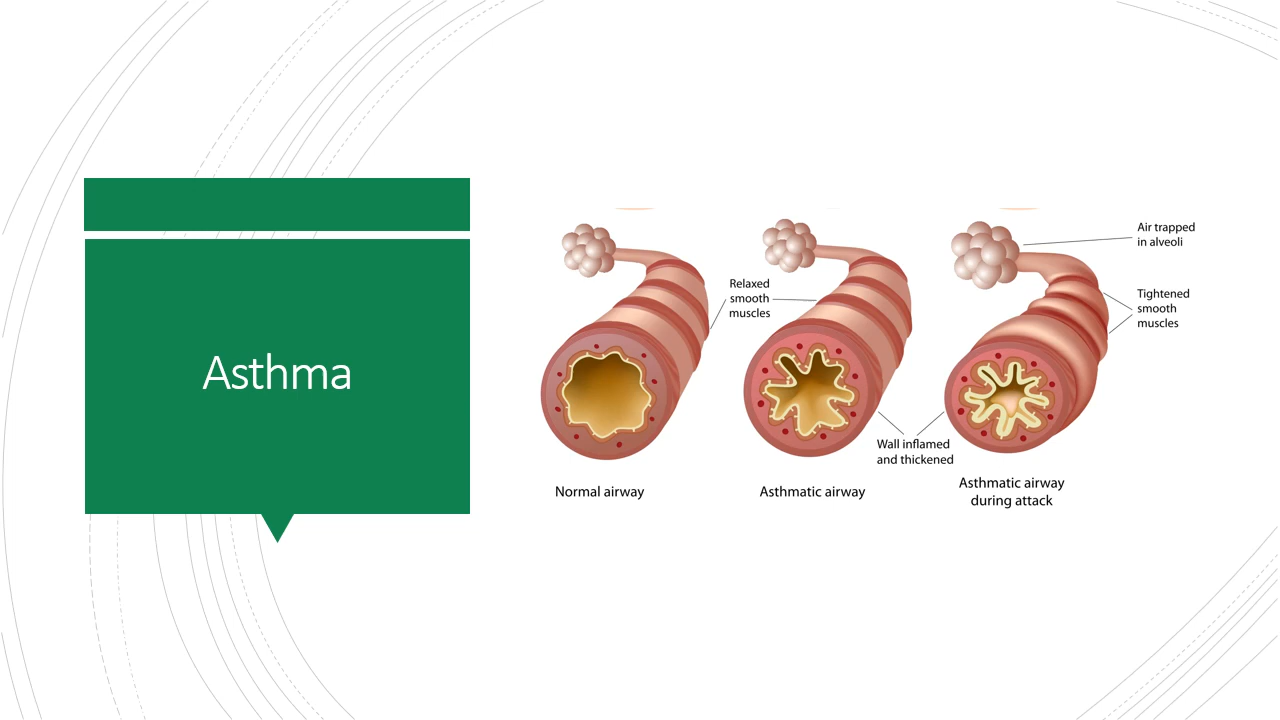 Asthma
Air trapped
in alveoli
Relaxed
smooth
muscles
Tightened
smooth
muscles
Wall inflamed
and thickened
Normal airway
Asthmatic airway
Asthmatic airway
during attack